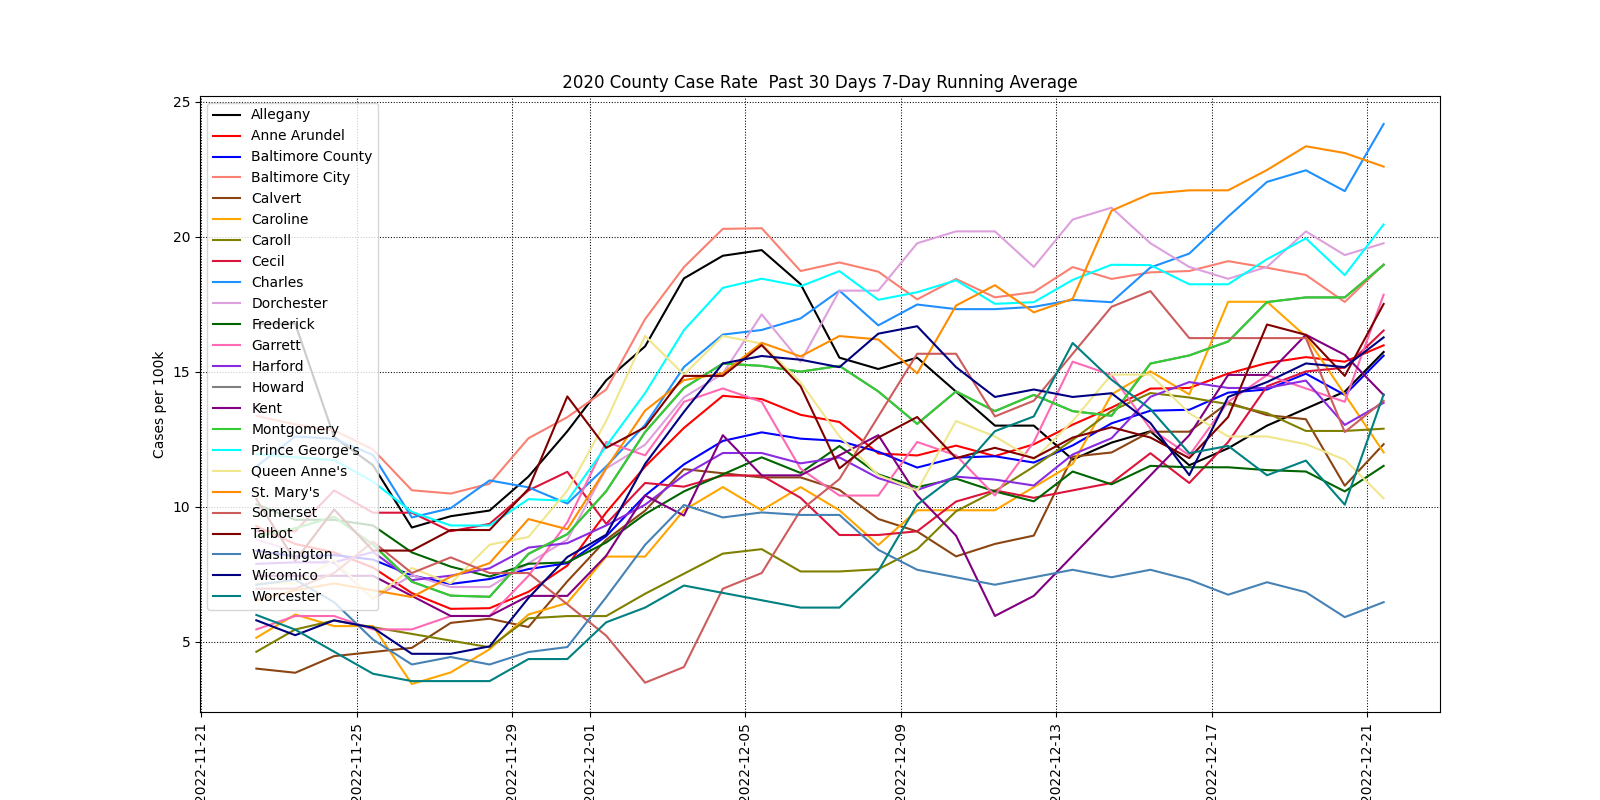 2020 County Case Rate  Past 30 Days 7-Day Running Average
Cases per 100k
25
20
15
10
5
Allegany
Anne Arundel
Baltimore County
Baltimore City
Calvert
Caroline
Caroll
Cecil
Charles
Dorchester
Frederick
Garrett
Harford
Howard
Kent
Montgomery
Prince George's
Queen Anne's
St. Mary's
Somerset
Talbot
Washington
Wicomico
Worcester
2022-11-21
2022-11-25
2022-11-29
2022-12-01
2022-12-05
2022-12-09
2022-12-13
2022-12-17
2022-12-21